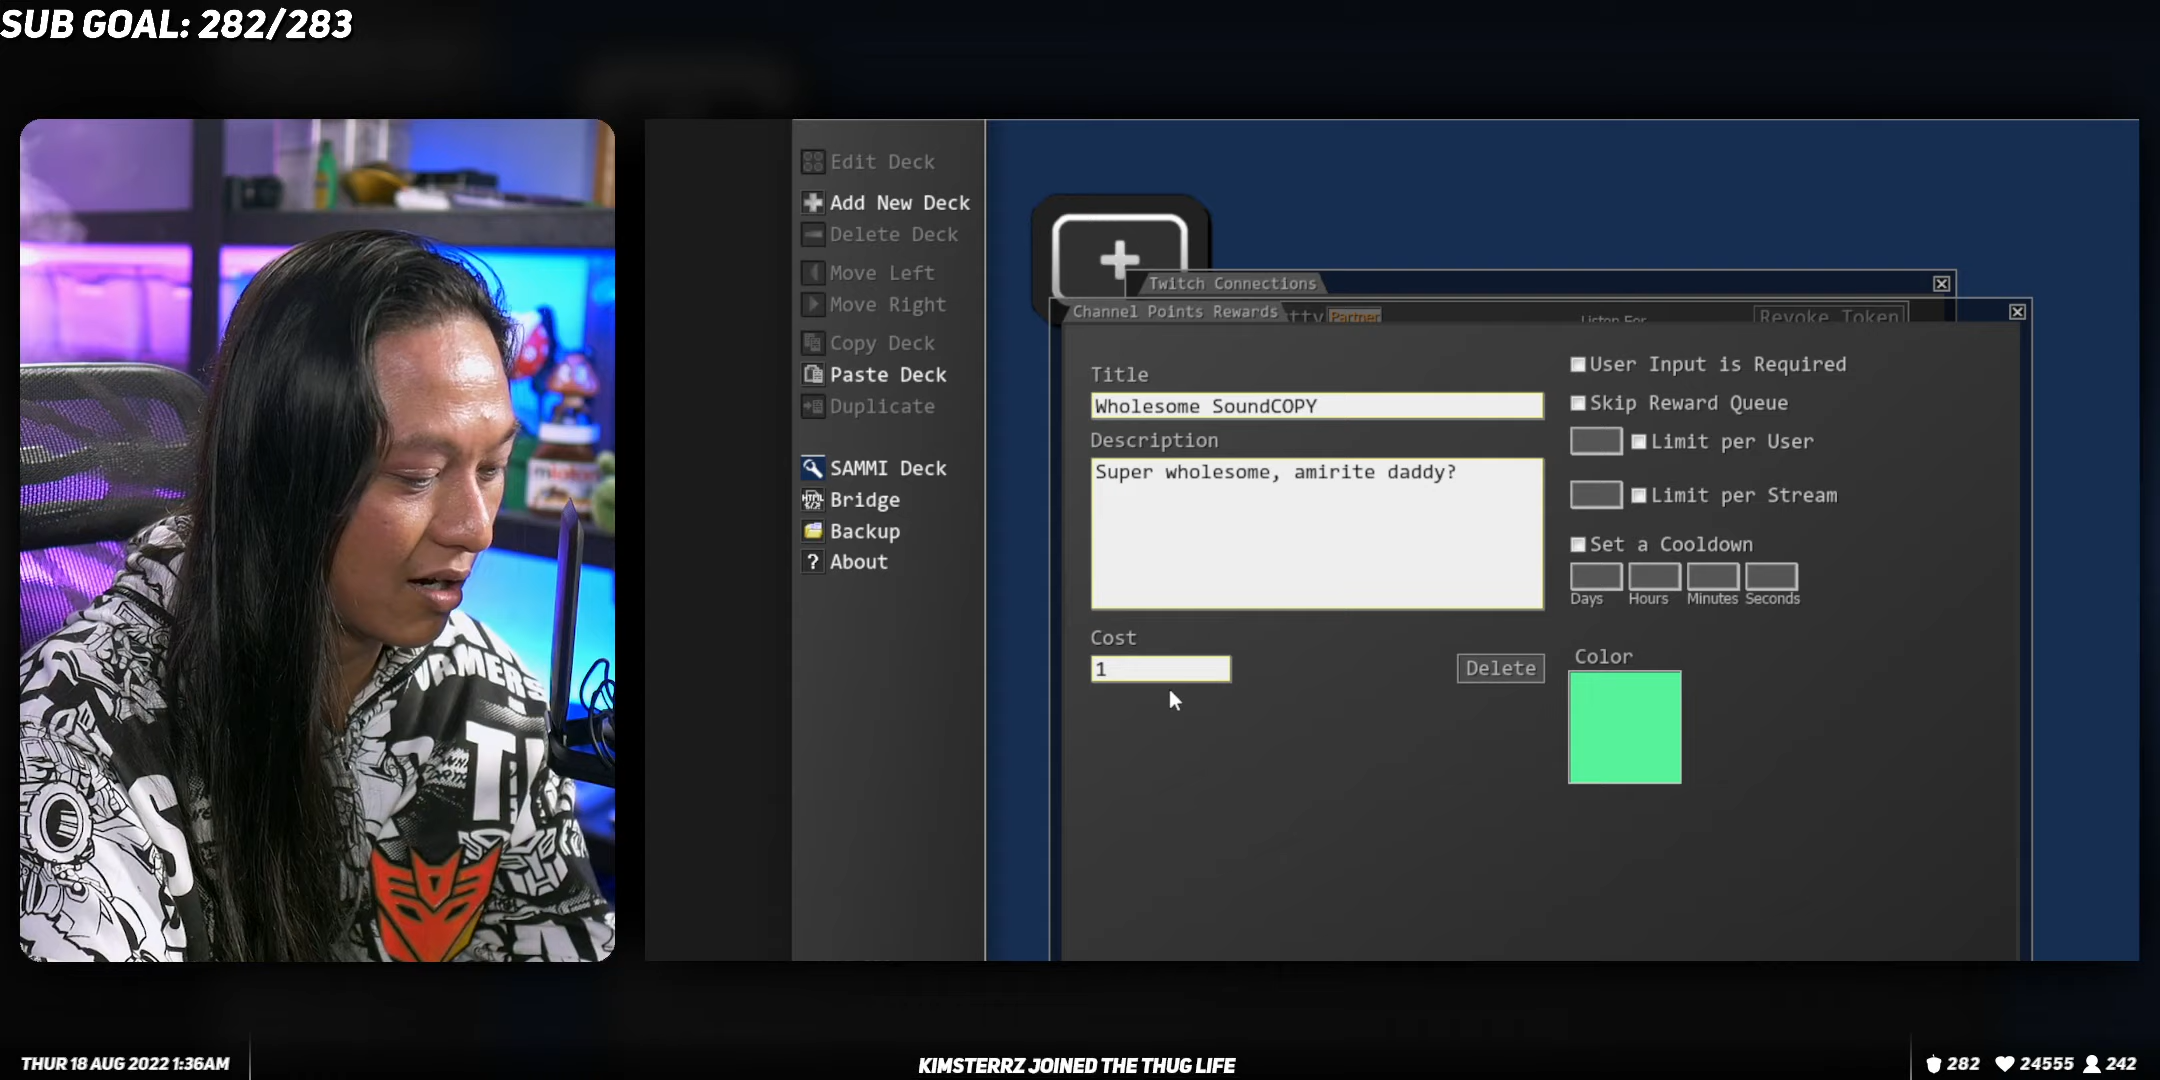 SUB GOAL: 282/283
Edit Deck
Add New Deck
Delete Deck
Move Left
Move Right
Copy Deck
Paste Deck
Duplicate
SAMMI Deck
Bridge
Backup
? About
Twitch Connections
Channel Points Rewards
Partner
Listen For
Revoke Token
Title
Wholesome SoundCOPY
Description
Super wholesome, amirite daddy?
Cost
1
Delete
User Input is Required
Skip Reward Queue
Limit per User
Limit per Stream
Set a Cooldown
Days Hours Minutes Seconds
Color
THUR 18 AUG 2022 1:36AM
KIMSTERRZ JOINED THE THUG LIFE
282 24555 242